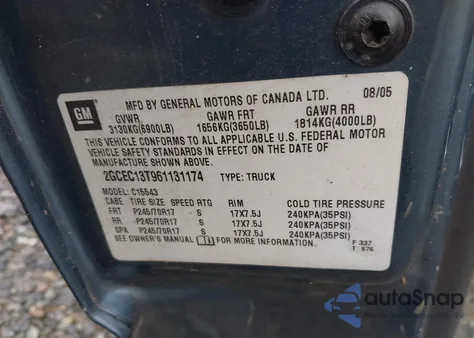 GM
MFD BY GENERAL MOTORS OF CANADA LTD. 08/05
GVWR GAWR FRT GAWR RR
3130KG(6900LB) 1656KG(3650LB) 1814KG(4000LB)
THIS VEHICLE CONFORMS TO ALL APPLICABLE U.S. FEDERAL MOTOR
VEHICLE SAFETY STANDARDS IN EFFECT ON THE DATE OF
MANUFACTURE SHOWN ABOVE.
2GCEC13T961131174 TYPE: TRUCK
MODEL: C15543
CABE TIRE SIZE SPEED RTG RIM COLD TIRE PRESSURE
FRT P245/70R17 S 17X7.5J 240KPA(35PSI)
RR P245/70R17 S 17X7.5J 240KPA(35PSI)
SPA P245/70R17 S 17X7.5J 240KPA(35PSI)
SEE OWNER'S MANUAL FOR MORE INFORMATION
F 337
T 976
autoSnap